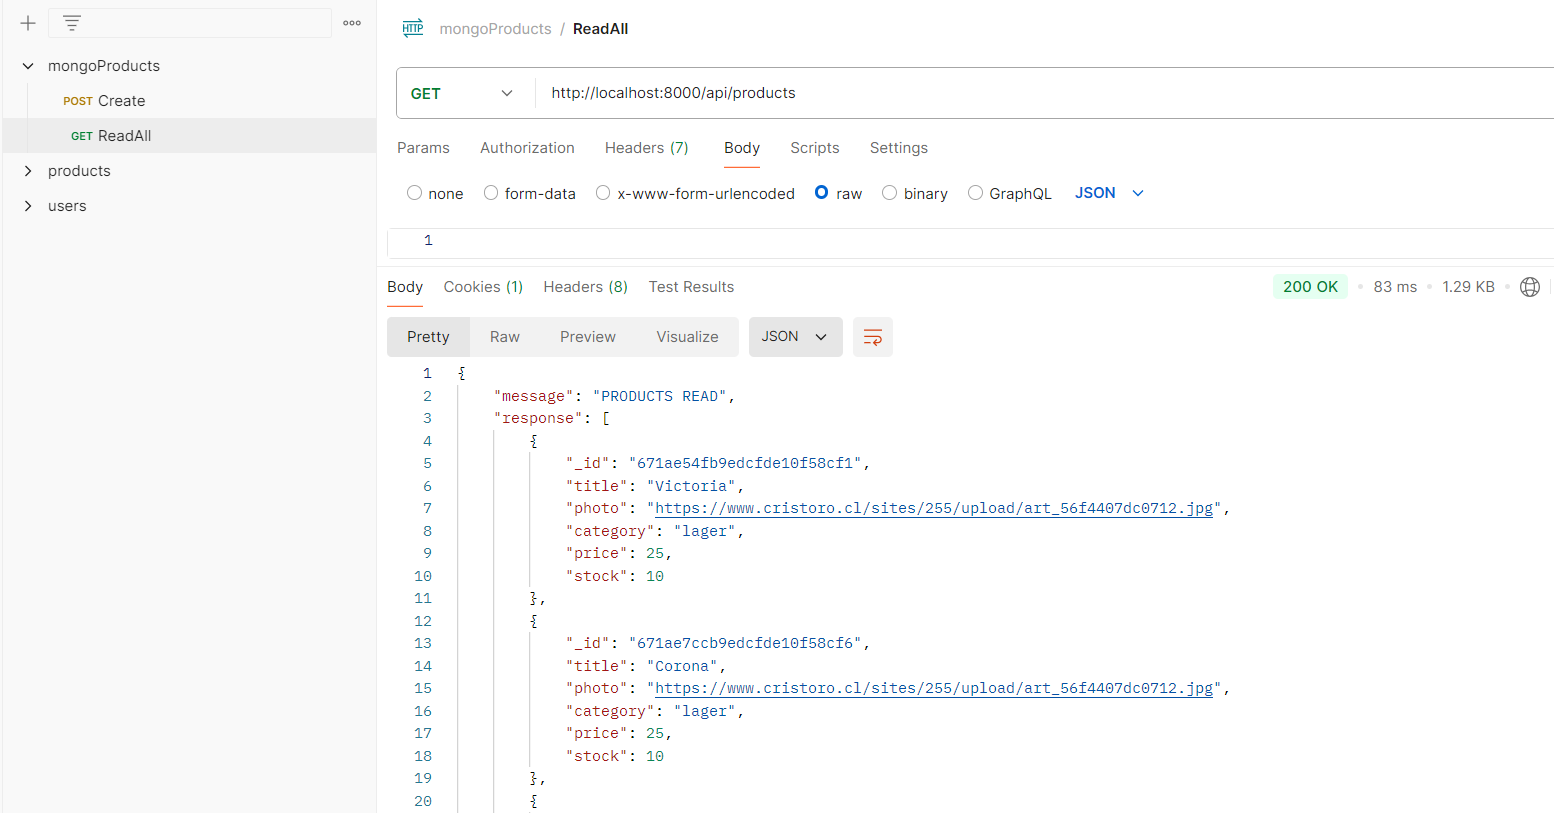 mongoProducts
POST Create
GET ReadAll
products
users
HTTP mongoProducts / ReadAll
GET http://localhost:8000/api/products
Params Authorization Headers (7) Body Scripts Settings
none form-data x-www-form-urlencoded raw binary GraphQL JSON
1
Body Cookies (1) Headers (8) Test Results 200 OK 83 ms 1.29 KB
Pretty Raw Preview Visualize JSON
1 {
2 "message": "PRODUCTS READ",
3 "response": [
4 {
5 "_id": "671ae54fb9edcfde10f58cf1",
6 "title": "Victoria",
7 "photo": "https://www.cristoro.cl/sites/255/upload/art_56f4407dc0712.jpg",
8 "category": "lager",
9 "price": 25,
10 "stock": 10
11 },
12 {
13 "_id": "671ae7ccb9edcfde10f58cf6",
14 "title": "Corona",
15 "photo": "https://www.cristoro.cl/sites/255/upload/art_56f4407dc0712.jpg",
16 "category": "lager",
17 "price": 25,
18 "stock": 10
19 },
20 {